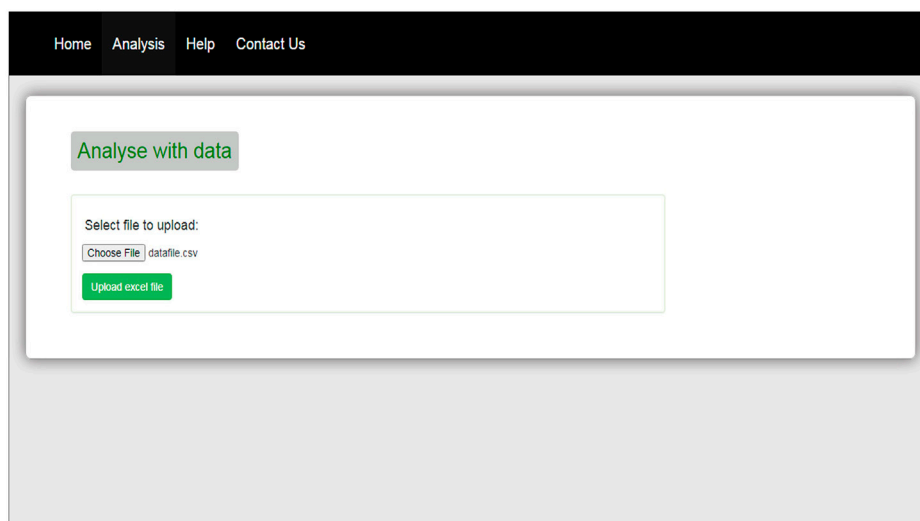 Home Analysis Help Contact Us
Analyse with data
Select file to upload:
Choose File datafile.csv
Upload excel file